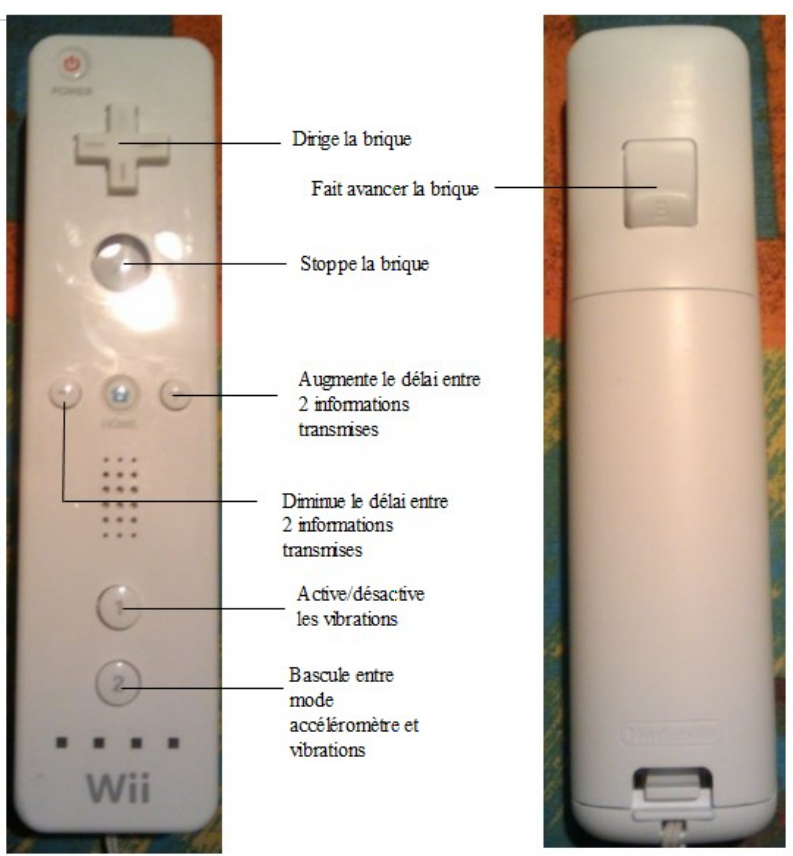 POWER
Dirige la brique
Fait avancer la brique
Stoppe la brique
Augmente le délai entre
2 informations
transmises
HOME
Diminue le délai entre
2 informations
transmises
Active/désactive
les vibrations
1
Bascule entre
mode
accéléromètre et
vibrations
2
Wii
B
Nintendo